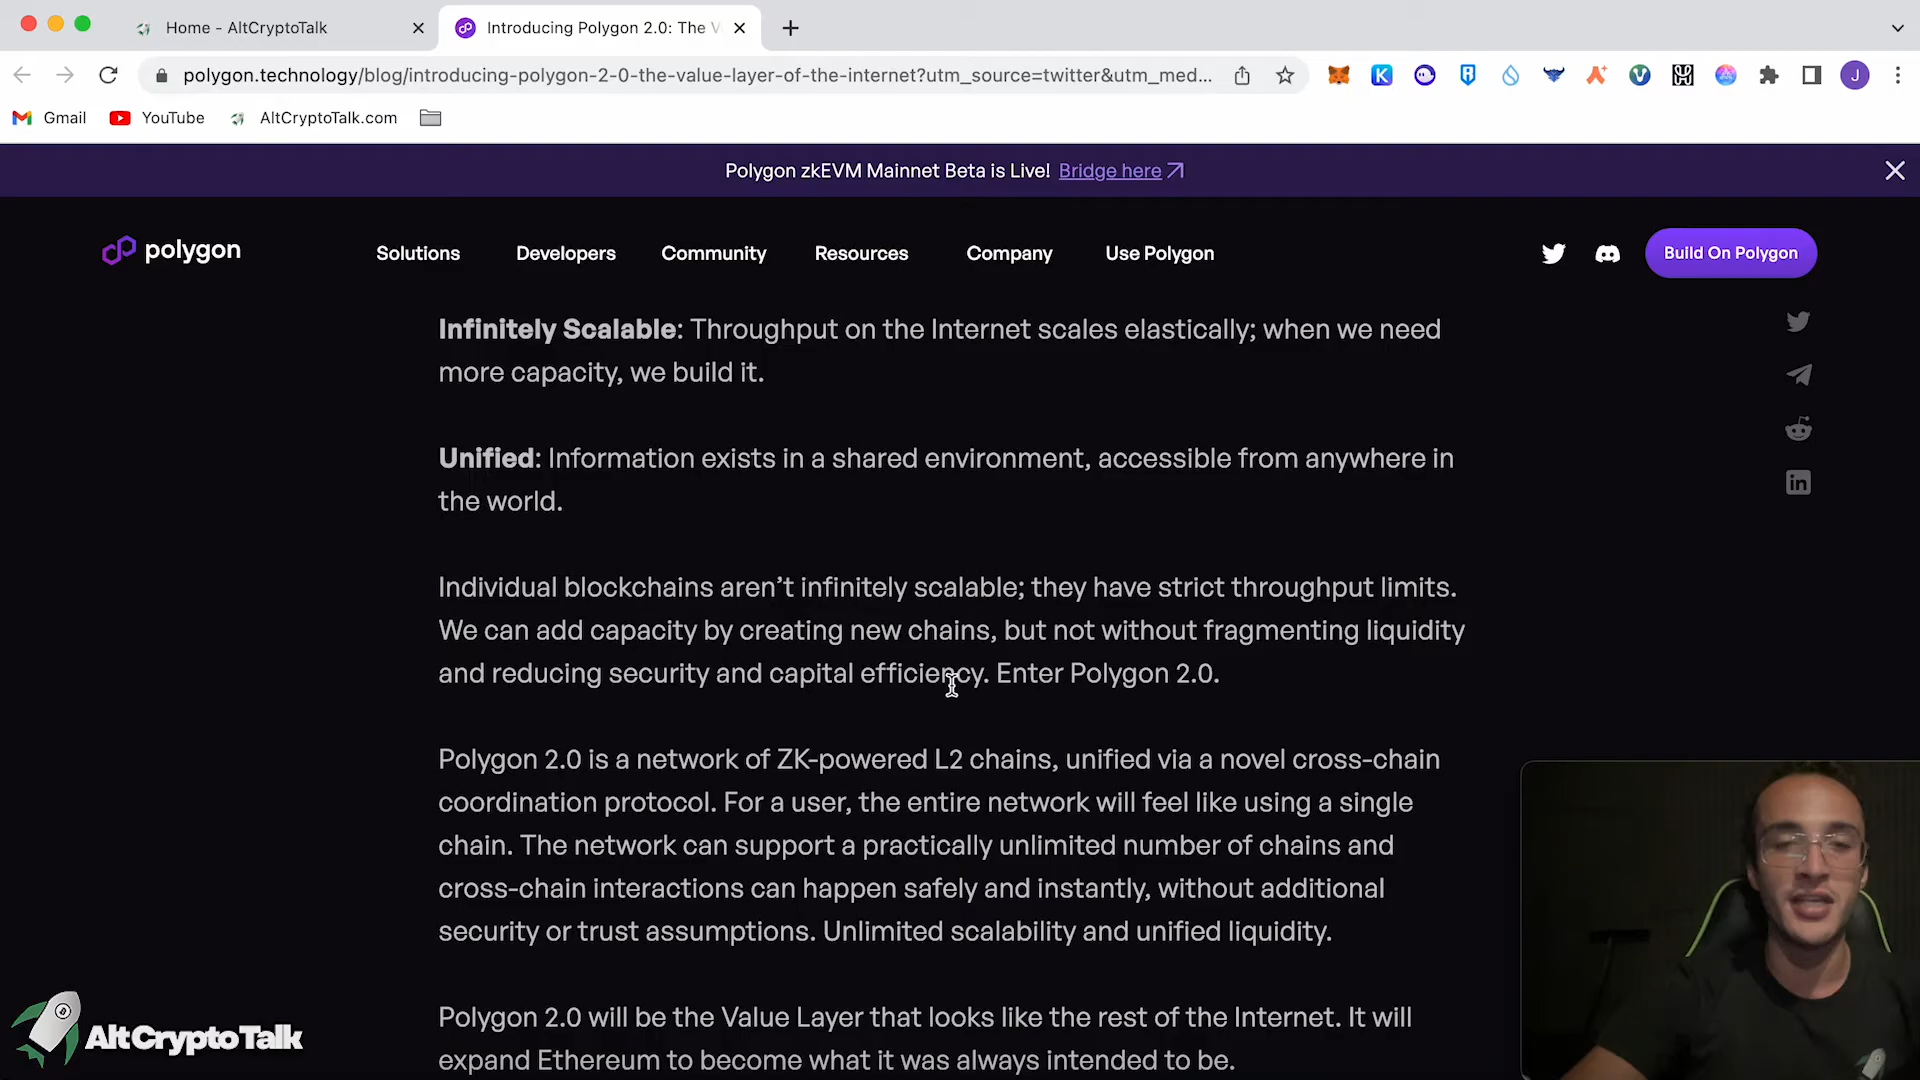 Home - AltCryptoTalk
Introducing Polygon 2.0: The V
polygon.technology/blog/introducing-polygon-2-0-the-value-layer-of-the-internet?utm_source=twitter&utm_med...
J
Gmail
YouTube
AltCryptoTalk.com
Polygon zkEVM Mainnet Beta is Live! Bridge here
polygon
Solutions
Developers
Community
Resources
Company
Use Polygon
Build On Polygon
Infinitely Scalable: Throughput on the Internet scales elastically; when we need
more capacity, we build it.
Unified: Information exists in a shared environment, accessible from anywhere in
the world.
Individual blockchains aren’t infinitely scalable; they have strict throughput limits.
We can add capacity by creating new chains, but not without fragmenting liquidity
and reducing security and capital efficiency. Enter Polygon 2.0.
Polygon 2.0 is a network of ZK-powered L2 chains, unified via a novel cross-chain
coordination protocol. For a user, the entire network will feel like using a single
chain. The network can support a practically unlimited number of chains and
cross-chain interactions can happen safely and instantly, without additional
security or trust assumptions. Unlimited scalability and unified liquidity.
Polygon 2.0 will be the Value Layer that looks like the rest of the Internet. It will
expand Ethereum to become what it was always intended to be.
AltCryptoTalk